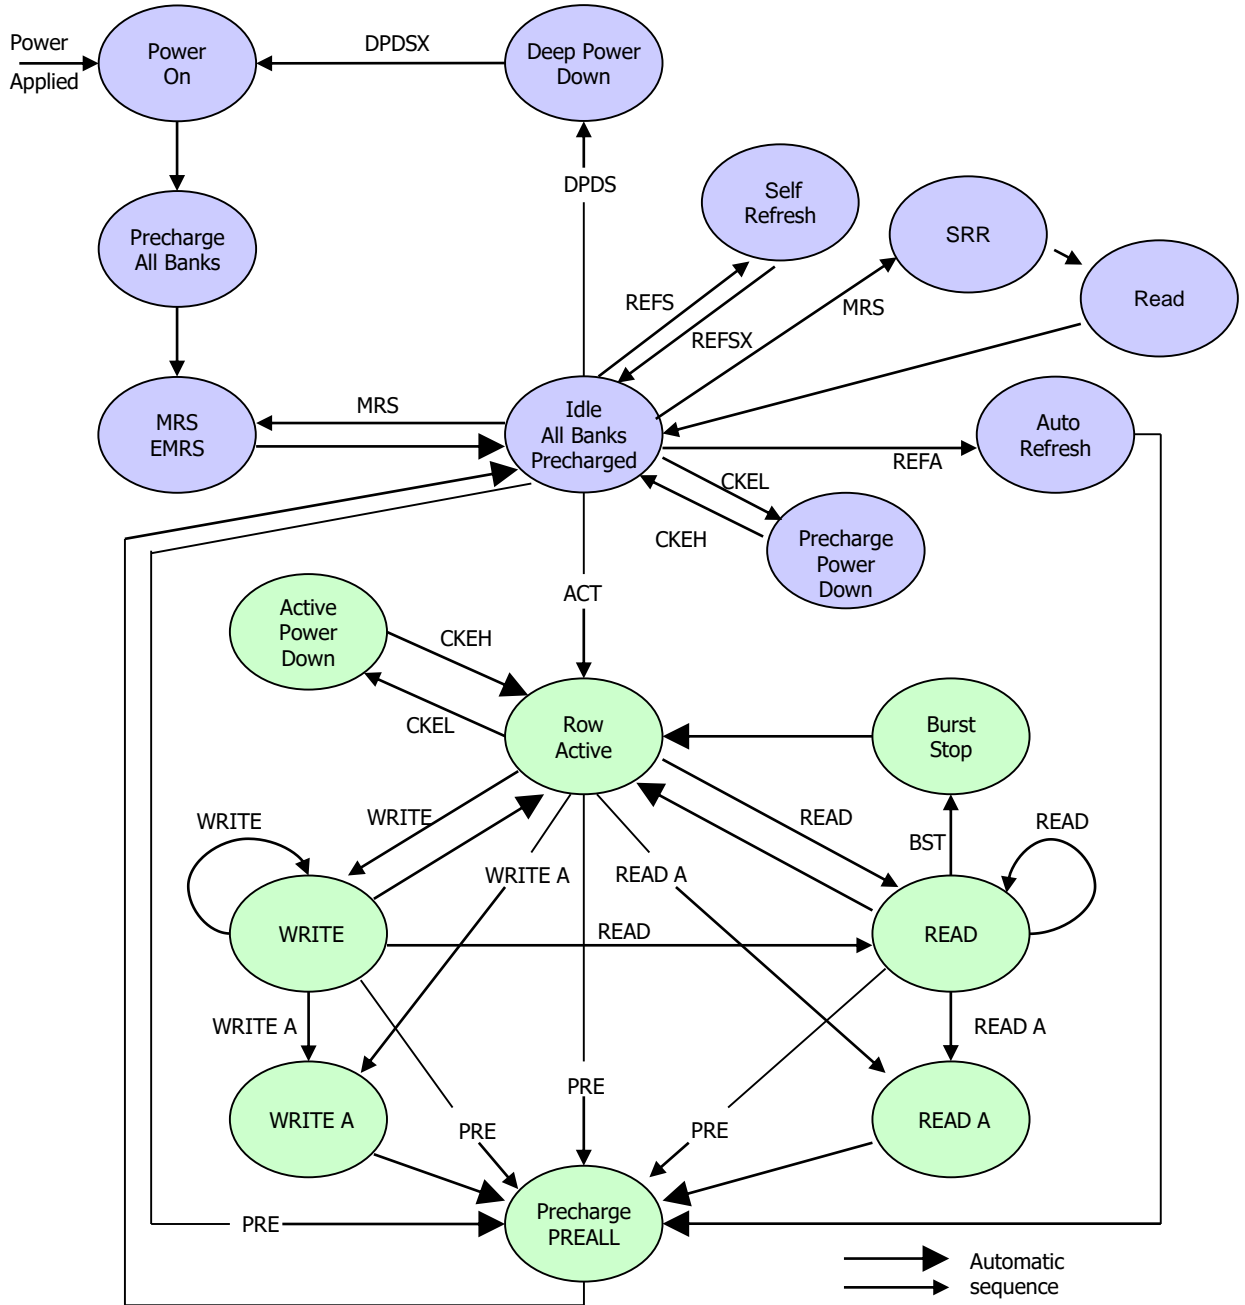 Power
Applied
Power
On
DPDSX
Deep Power
Down
DPDS
Self
Refresh
SRR
Read
Precharge
All Banks
REFS
REFSX
MRS
MRS
EMRS
MRS
Idle
All Banks
Precharged
Auto
Refresh
REFA
CKEL
CKEH
Precharge
Power
Down
ACT
Active
Power
Down
CKEH
CKEL
Row
Active
Burst
Stop
WRITE
WRITE
READ
BST
READ
WRITE A
READ A
WRITE
READ
READ
WRITE A
READ A
WRITE A
PRE
PRE
PRE
READ A
PRE
Precharge
PREALL
Automatic
sequence